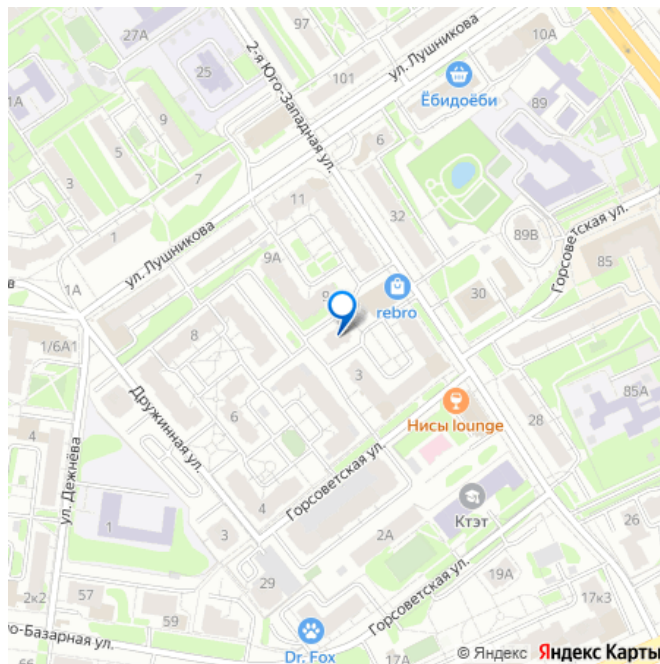 27А
97
10А
ул. Лушникова
25
2-я Юго-Западная ул.
101
Ёбидоёби
1А
9
89
5
6
3
7
11
32
Горсоветская ул.
1
ул. Лушникова
9А
89В
85
1А
30
rebro
1/6А1
8
3
85А
Дружинная ул.
6
Нисы lounge
28
4
ул. Дежнёва
Горсоветская ул.
Ктэт
4
1
3
2А
26
29
19А
2к2
57
59
Горсоветская ул.
17к3
о-Базарная ул.
Dr. Fox
17А
66
© Яндекс Яндекс Карты